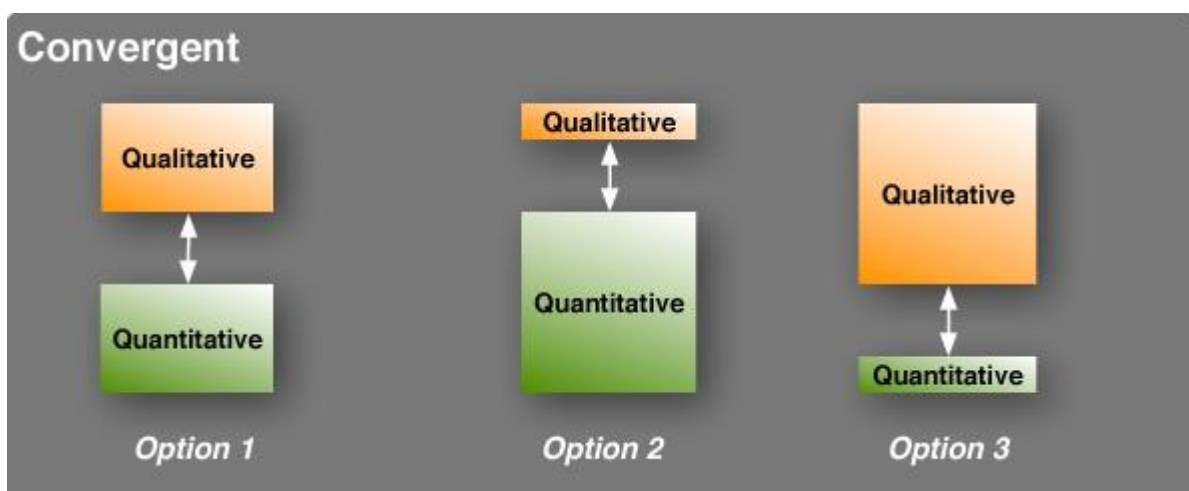 Convergent
Qualitative
Quantitative
Option 1
Qualitative
Quantitative
Option 2
Qualitative
Quantitative
Option 3